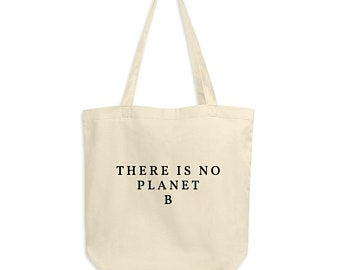 THERE IS NO
PLANET
B